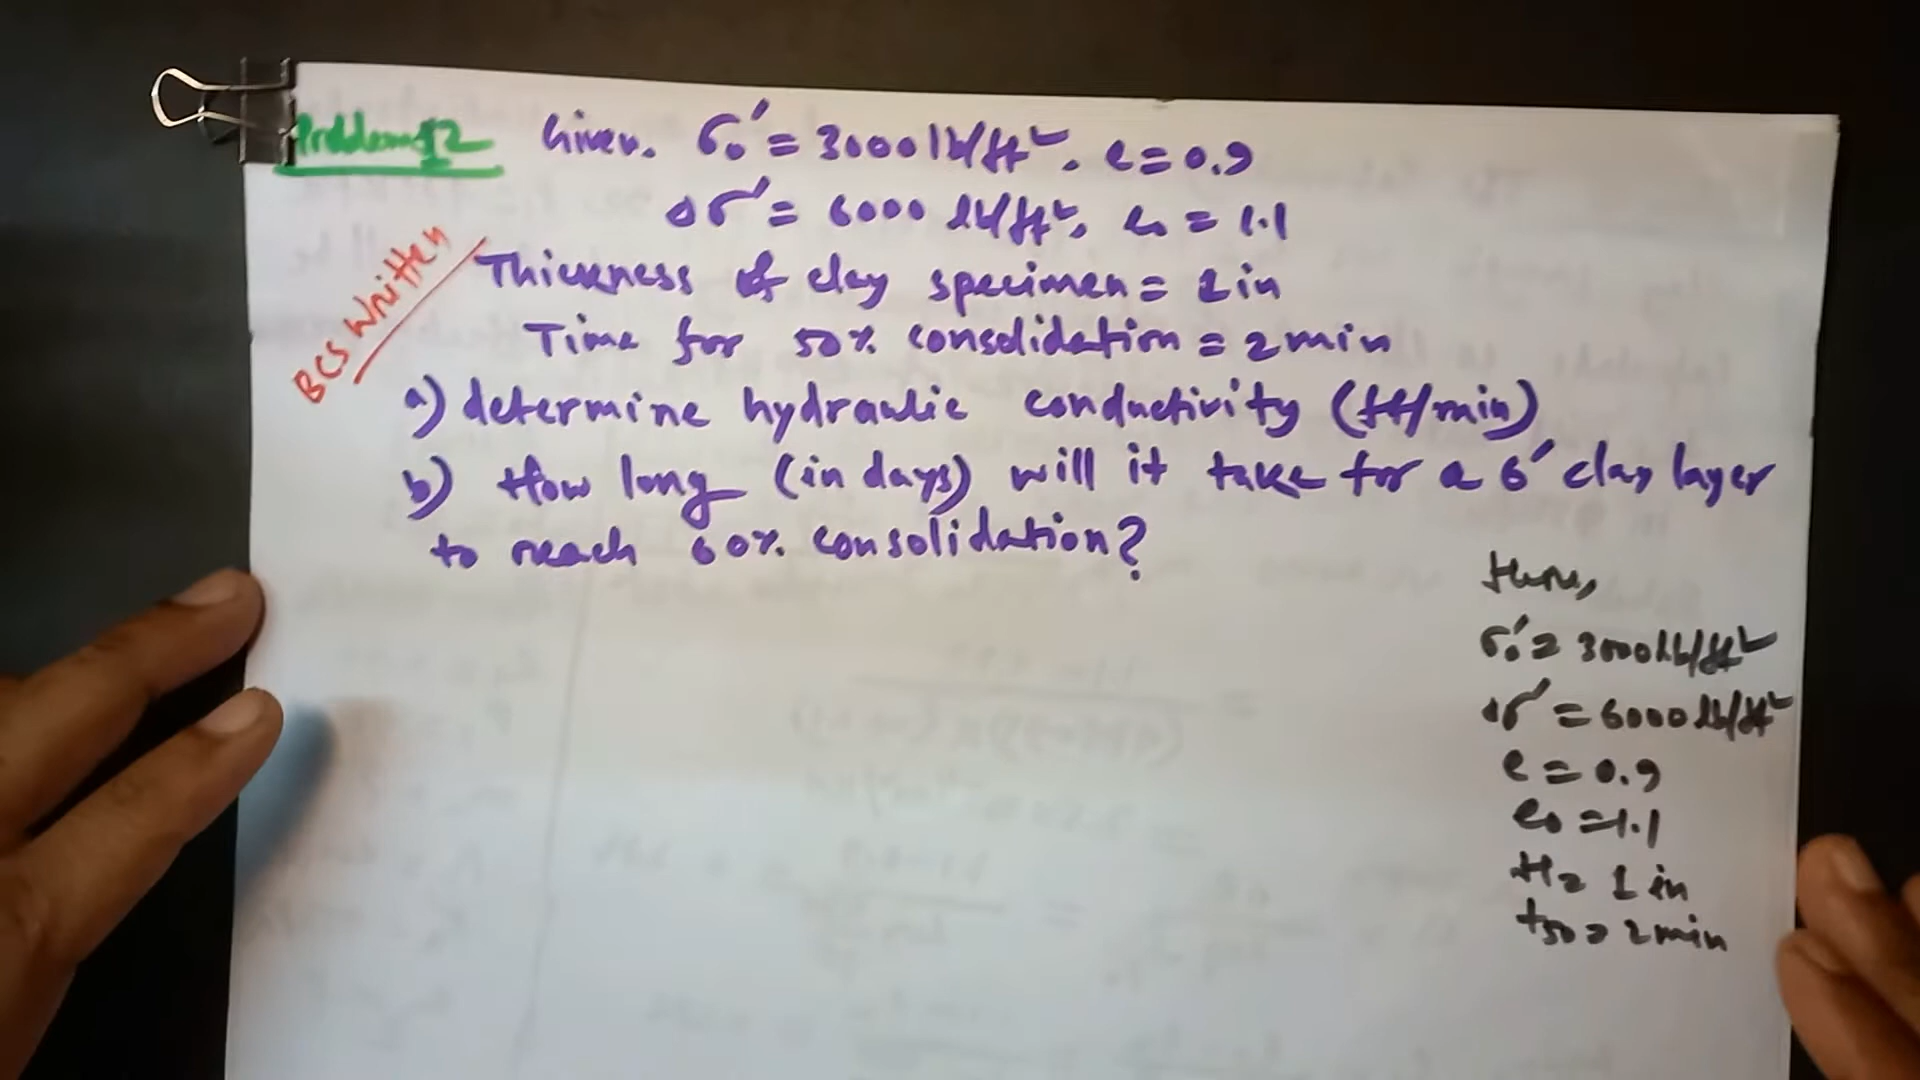 Problem 12 Given. σ₀' = 3000 lb/ft², e = 0.9
Δσ' = 6000 lb/ft², e₀ = 1.1
BCS Written
Thickness of clay specimen = 1 in
Time for 50% consolidation = 2 min
a) determine hydraulic conductivity (ft/min)
b) How long (in days) will it take for a 6' clay layer
to reach 60% consolidation?
Here,
σ₀' = 3000 lb/ft²
Δσ' = 6000 lb/ft²
e = 0.9
e₀ = 1.1
H = 1 in
t50 = 2 min